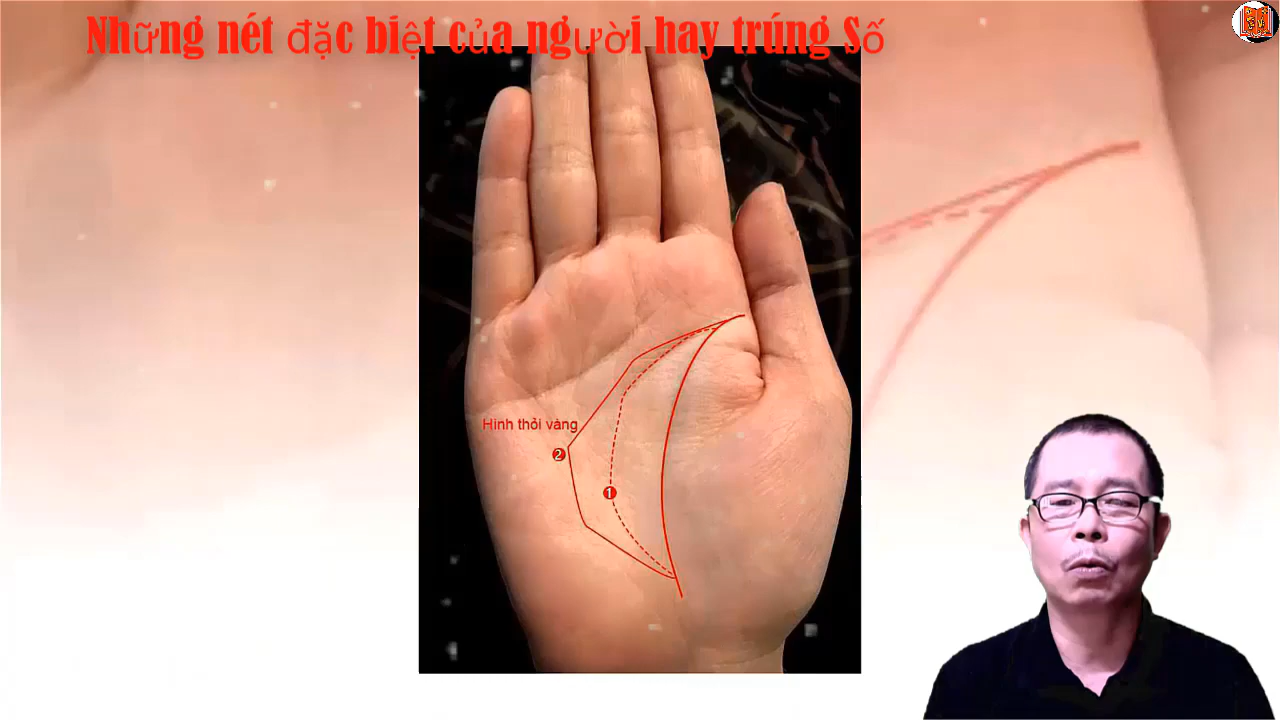 Những nét đặc biệt của người hay trúng Số
Hình thỏi vàng
2
1